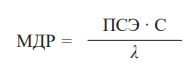 МДР = ПСЭ · С
λ